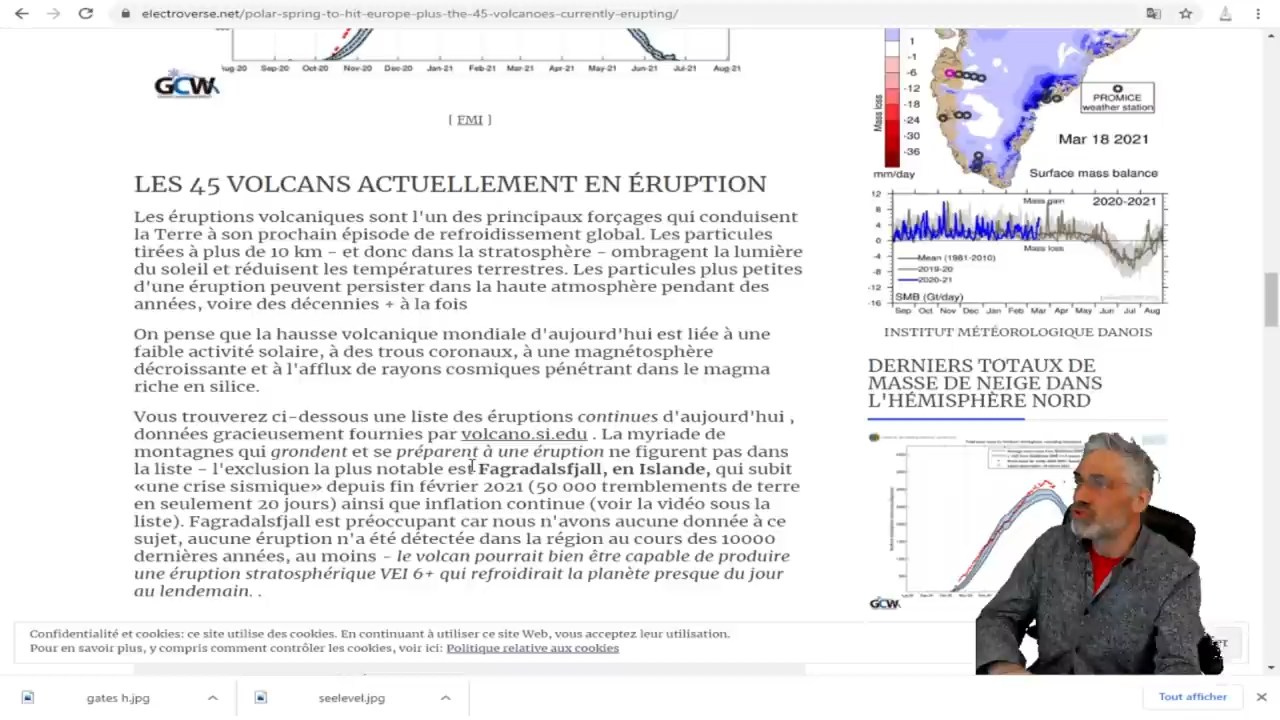 electroverse.net/polar-spring-to-hit-europe-plus-the-45-volcanoes-currently-erupting/
Aug-20 Sep-20 Oct-20 Nov-20 Dec-20 Jan-21 Feb-21 Mar-21 Apr-21 May-21 Jun-21 Jul-21 Aug-21
GCW
[ FMI ]
LES 45 VOLCANS ACTUELLEMENT EN ÉRUPTION
Les éruptions volcaniques sont l'un des principaux forçages qui conduisent
la Terre à son prochain épisode de refroidissement global. Les particules
tirées à plus de 10 km – et donc dans la stratosphère – ombragent la lumière
du soleil et réduisent les températures terrestres. Les particules plus petites
d'une éruption peuvent persister dans la haute atmosphère pendant des
années, voire des décennies + à la fois
On pense que la hausse volcanique mondiale d'aujourd'hui est liée à une
faible activité solaire, à des trous coronaux, à une magnétosphère
décroissante et à l'afflux de rayons cosmiques pénétrant dans le magma
riche en silice.
Vous trouverez ci-dessous une liste des éruptions continues d'aujourd'hui ,
données gracieusement fournies par volcano.si.edu . La myriade de
montagnes qui grondent et se préparent à une éruption ne figurent pas dans
la liste – l'exclusion la plus notable est Fagradalsfjall, en Islande, qui subit
«une crise sismique» depuis fin février 2021 (50 000 tremblements de terre
en seulement 20 jours) ainsi que inflation continue (voir la vidéo sous la
liste). Fagradalsfjall est préoccupant car nous n'avons aucune donnée à ce
sujet, aucune éruption n'a été détectée dans la région au cours des 10000
dernières années, au moins – le volcan pourrait bien être capable de produire
une éruption stratosphérique VEI 6+ qui refroidirait la planète presque du jour
au lendemain. .
1
-1
-6
-12
-18
-24
-30
-36
Mass loss
mm/day
PROMICE
weather station
Mar 18 2021
Surface mass balance
12
8
4
0
-4
-8
-12
-16
Mass gain
2020-2021
Mass loss
Mean (1981-2010)
2019-20
2020-21
SMB (Gt/day)
Sep Oct Nov Dec Jan Feb Mar Apr May Jun Jul Aug
INSTITUT MÉTÉOROLOGIQUE DANOIS
DERNIERS TOTAUX DE
MASSE DE NEIGE DANS
L'HÉMISPHÈRE NORD
GCW
Confidentialité et cookies: ce site utilise des cookies. En continuant à utiliser ce site Web, vous acceptez leur utilisation.
Pour en savoir plus, y compris comment contrôler les cookies, voir ici: Politique relative aux cookies
er
gates h.jpg
seelevel.jpg
Tout afficher